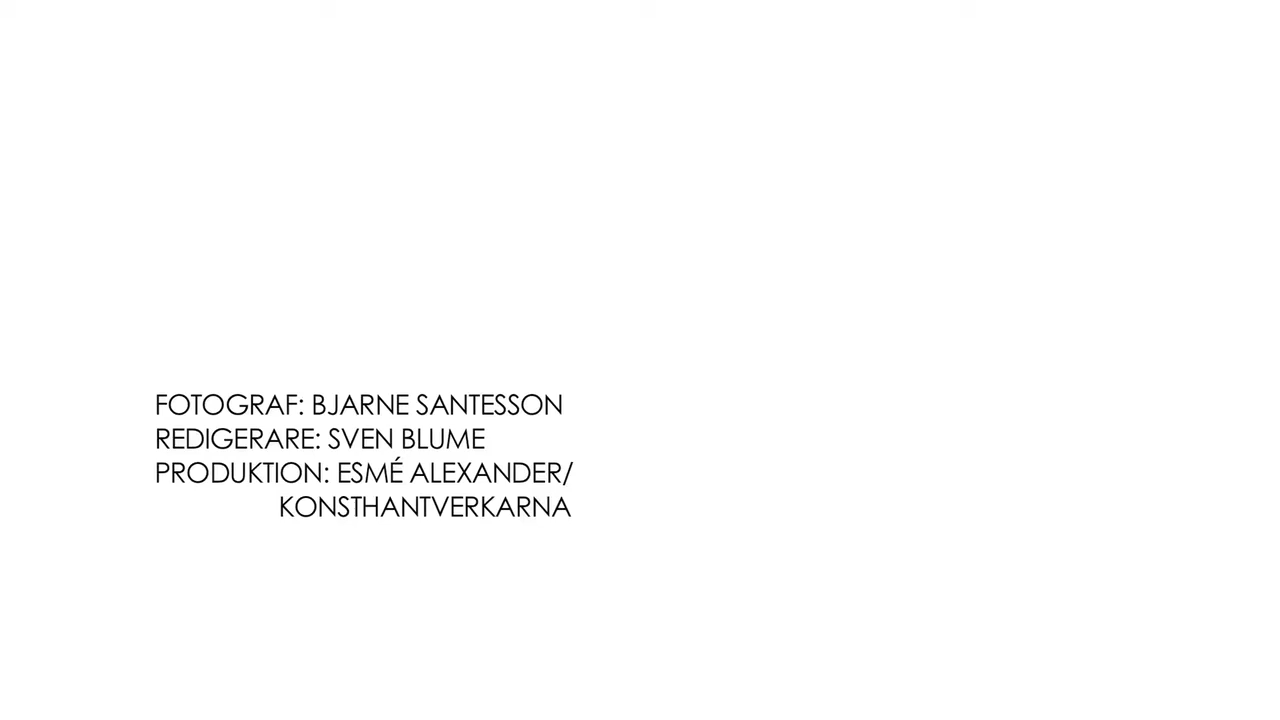 FOTOGRAF: BJARNE SANTESSON
REDIGERARE: SVEN BLUME
PRODUKTION: ESMÉ ALEXANDER/
KONSTHANTVERKARNA